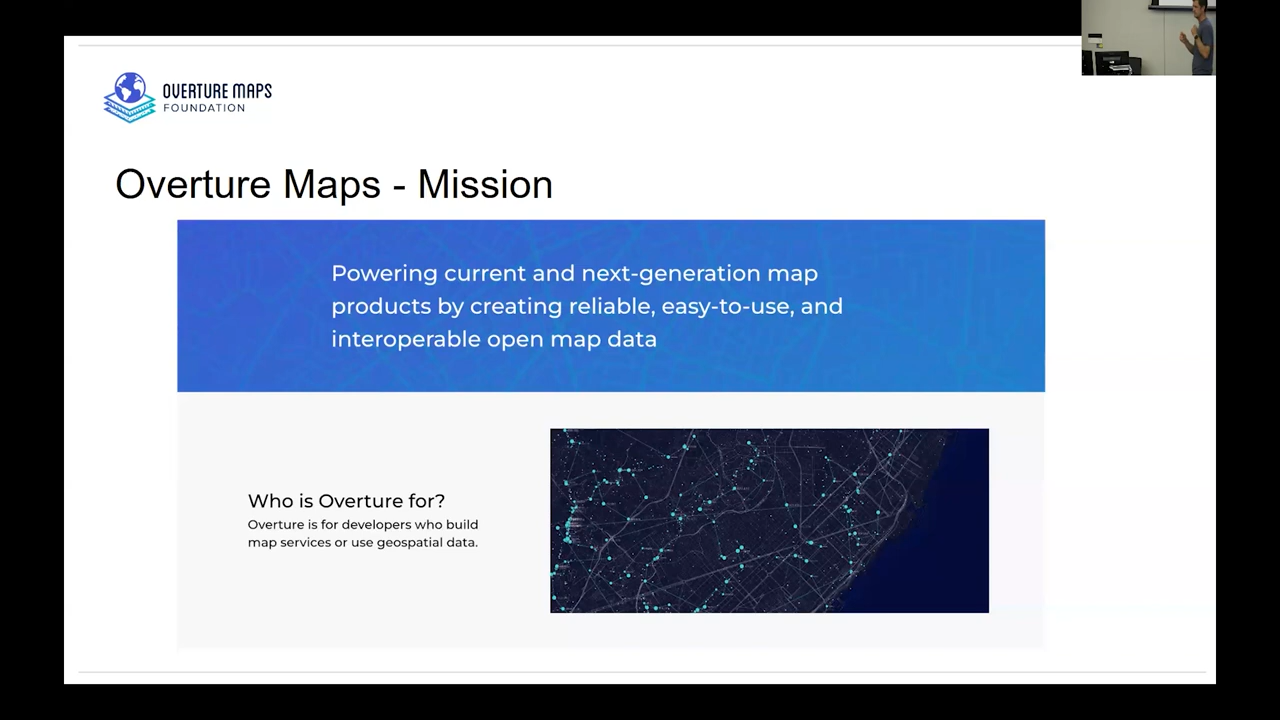 OVERTURE MAPS
FOUNDATION
Overture Maps - Mission
Powering current and next-generation map
products by creating reliable, easy-to-use, and
interoperable open map data
Who is Overture for?
Overture is for developers who build
map services or use geospatial data.